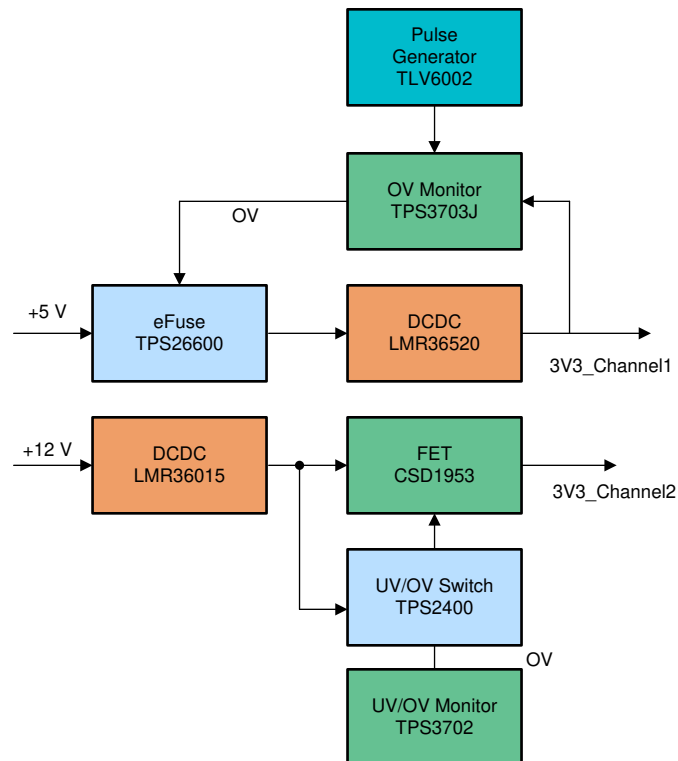 Pulse
Generator
TLV6002
OV Monitor
TPS3703J
OV
+5 V
eFuse
TPS26600
DCDC
LMR36520
3V3_Channel1
+12 V
DCDC
LMR36015
FET
CSD1953
3V3_Channel2
UV/OV Switch
TPS2400
OV
UV/OV Monitor
TPS3702